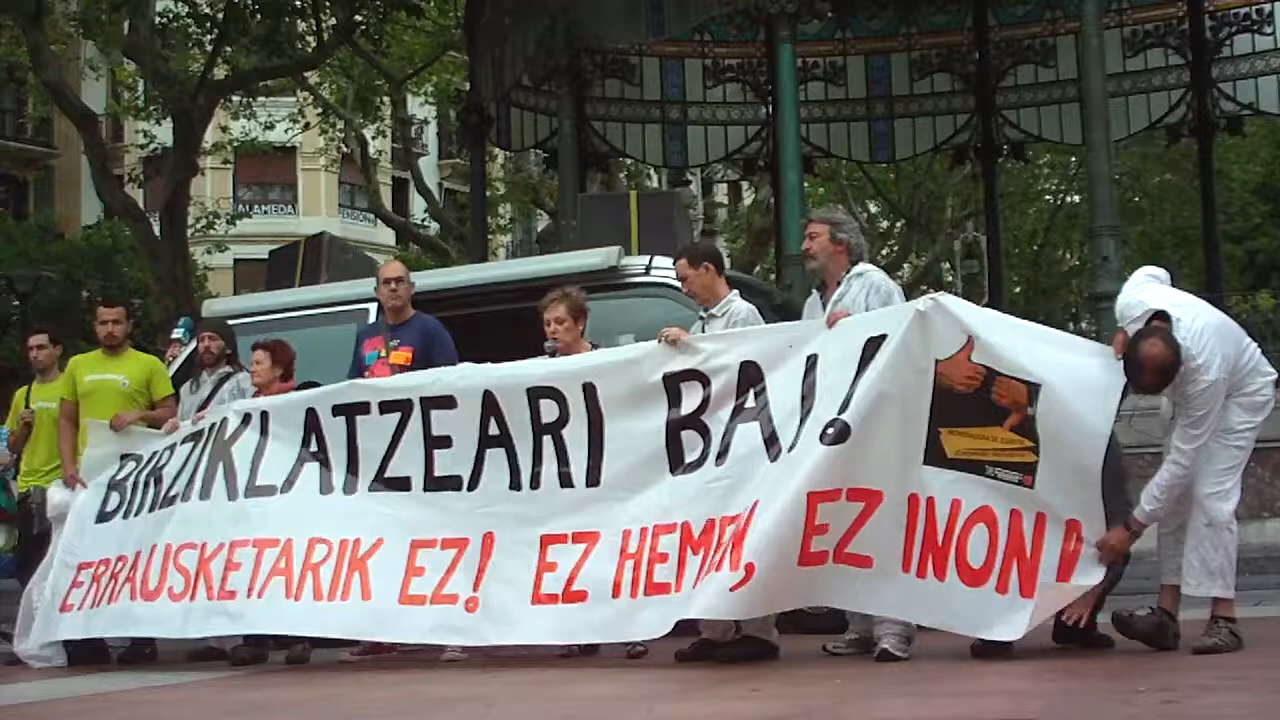 ALAMEDA
PENSION
BIRZIKLATZEARI BAI!
ERRAUSKETARIK EZ! EZ HEMEN, EZ INON